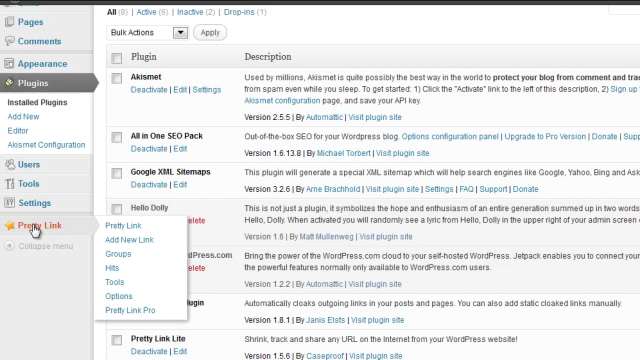 Pages
Comments
Appearance
Plugins
Installed Plugins
Add New
Editor
Akismet Configuration
Users
Tools
Settings
Pretty Link
Collapse menu
Pretty Link
Add New Link
Groups
Hits
Tools
Options
Pretty Link Pro
All (8) | Active (6) | Inactive (2) | Drop-ins (1)
Bulk Actions Apply
Plugin Description
Akismet
Deactivate | Edit | Settings
Used by millions, Akismet is quite possibly the best way in the world to protect your blog from comment and trac
from spam even while you sleep. To get started: 1) Click the "Activate" link to the left of this description, 2) Sign up
Akismet configuration page, and save your API key.
Version 2.5.5 | By Automattic | Visit plugin site
All in One SEO Pack
Deactivate | Edit
Out-of-the-box SEO for your Wordpress blog. Options configuration panel | Upgrade to Pro Version | Donate | Sup
Version 1.6.13.8 | By Michael Torbert | Visit plugin site
Google XML Sitemaps
Deactivate | Edit
This plugin will generate a special XML sitemap which will help search engines like Google, Yahoo, Bing and Ask
Version 3.2.6 | By Arne Brachhold | Visit plugin site | Settings | FAQ | Support | Donate
Hello Dolly
elete
This is not just a plugin, it symbolizes the hope and enthusiasm of an entire generation summed up in two words
Hello, Dolly. When activated you will randomly see a lyric from Hello, Dolly in the upper right of your admin screen
Version 1.6 | By Matt Mullenweg | Visit plugin site
WordPress.com
elete
Bring the power of the WordPress.com cloud to your self-hosted WordPress. Jetpack enables you to connect your
the powerful features normally only available to WordPress.com users.
Version 1.2.2 | By Automattic | Visit plugin site
plugin
Automatically cloaks outgoing links in your posts and pages. You can also add static cloaked links manually.
Version 1.8.1 | By Janis Elsts | Visit plugin site
Pretty Link Lite
Deactivate | Edit
Shrink, track and share any URL on the Internet from your WordPress website!
Version 1.5.6 | By Caseproof | Visit plugin site